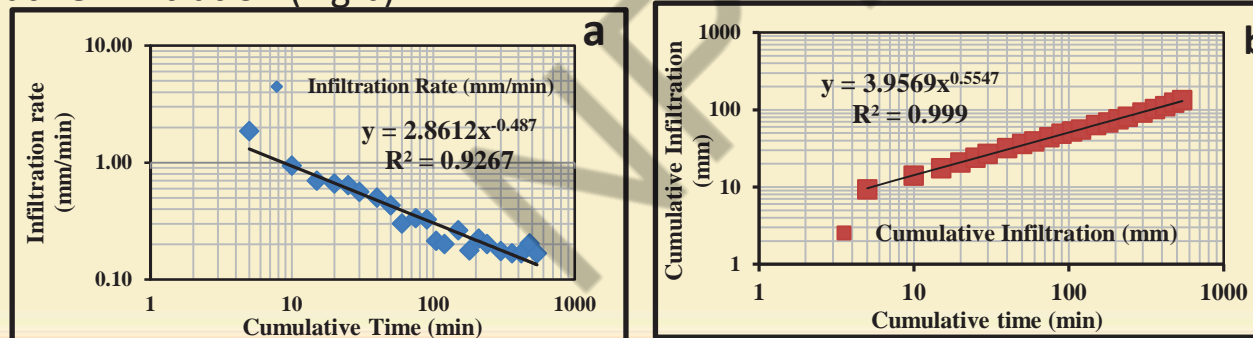 a
10.00
1.00
0.10
1
10
100
1000
Infiltration rate
(mm/min)
Infiltration Rate (mm/min)
y = 2.8612x^-0.487
R² = 0.9267
Cumulative Time (min)
b
1000
100
10
1
1
10
100
1000
Cumulative Infiltration
(mm)
y = 3.9569x^0.5547
R² = 0.999
Cumulative Infiltration (mm)
Cumulative time (min)